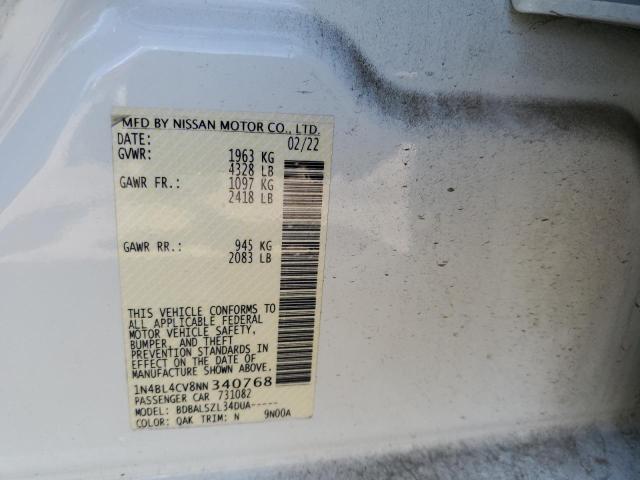 MFD BY NISSAN MOTOR CO., LTD.
DATE: 02/22
GVWR: 1963 KG
4328 LB
GAWR FR.: 1097 KG
2418 LB
GAWR RR.: 945 KG
2083 LB
THIS VEHICLE CONFORMS TO
ALL APPLICABLE FEDERAL
MOTOR VEHICLE SAFETY,
BUMPER, AND THEFT
PREVENTION STANDARDS IN
EFFECT ON THE DATE OF
MANUFACTURE SHOWN ABOVE.
1N4BL4CV8NN340768
PASSENGER CAR 731082
MODEL: BDBALSZL34DUA-----
COLOR: QAK TRIM: N 9N00A